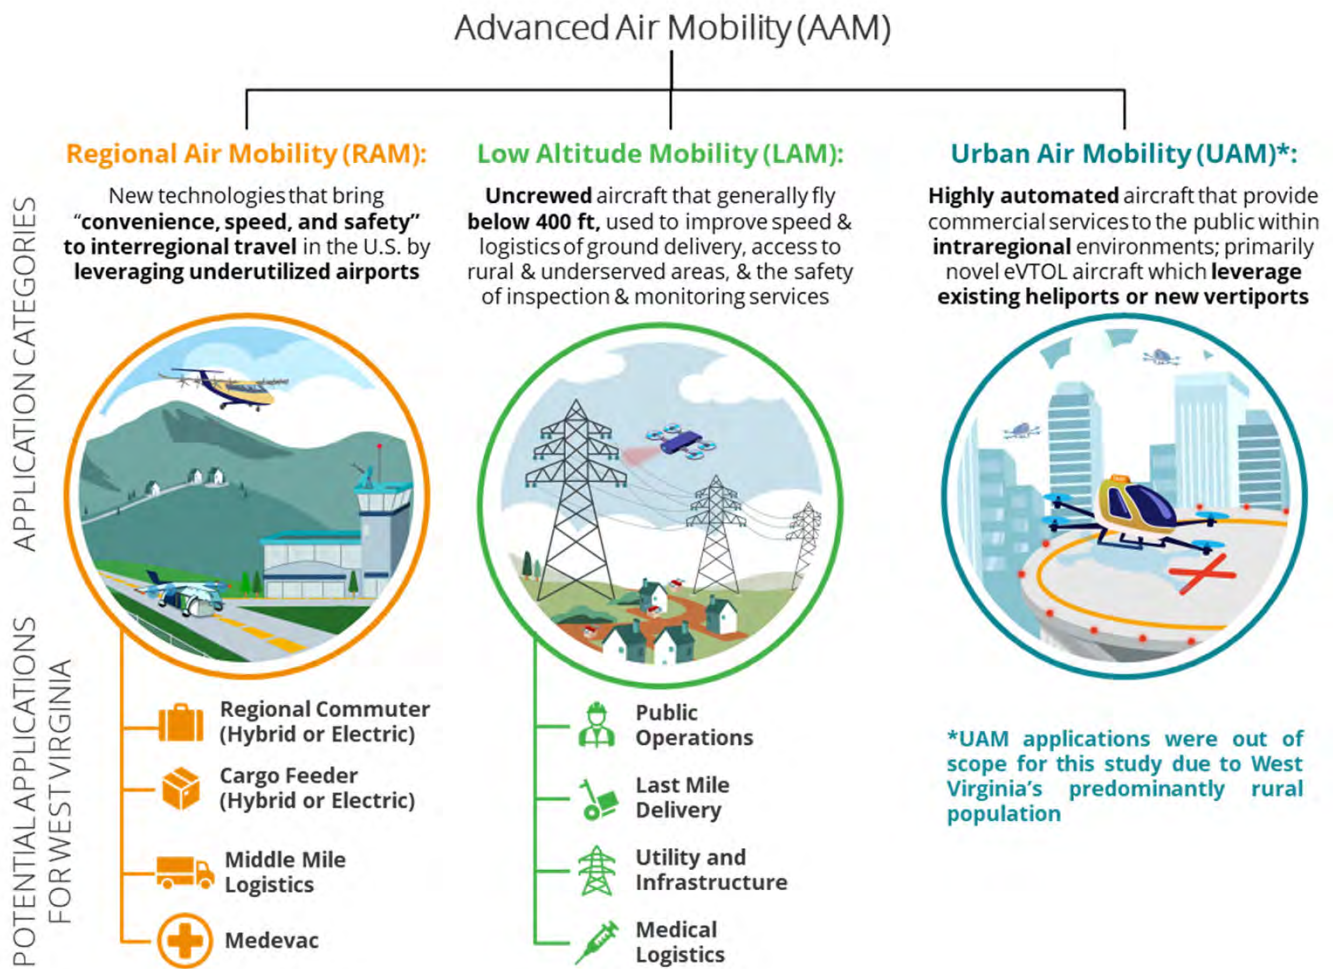 Advanced Air Mobility (AAM)
APPLICATION CATEGORIES
Regional Air Mobility (RAM):
New technologies that bring
“convenience, speed, and safety”
to interregional travel in the U.S. by
leveraging underutilized airports
Low Altitude Mobility (LAM):
Uncrewed aircraft that generally fly
below 400 ft, used to improve speed &
logistics of ground delivery, access to
rural & underserved areas, & the safety
of inspection & monitoring services
Urban Air Mobility (UAM)*:
Highly automated aircraft that provide
commercial services to the public within
intraregional environments; primarily
novel eVTOL aircraft which leverage
existing heliports or new vertiports
POTENTIAL APPLICATIONS
FOR WEST VIRGINIA
Regional Commuter
(Hybrid or Electric)
Cargo Feeder
(Hybrid or Electric)
Middle Mile
Logistics
Medevac
Public
Operations
Last Mile
Delivery
Utility and
Infrastructure
Medical
Logistics
*UAM applications were out of
scope for this study due to West
Virginia’s predominantly rural
population